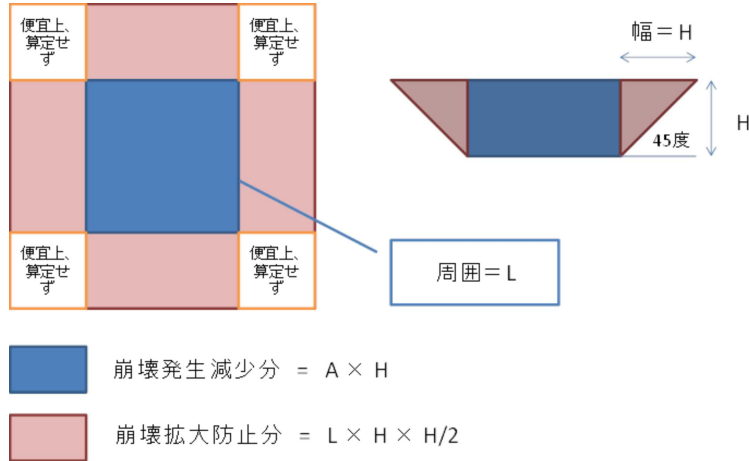 便宜上、
算定せ
ず
便宜上、
算定せ
ず
幅＝H
H
45度
便宜上、
算定せ
ず
便宜上、
算定せ
ず
周囲＝L
崩壊発生減少分 = A × H
崩壊拡大防止分 = L × H × H/2